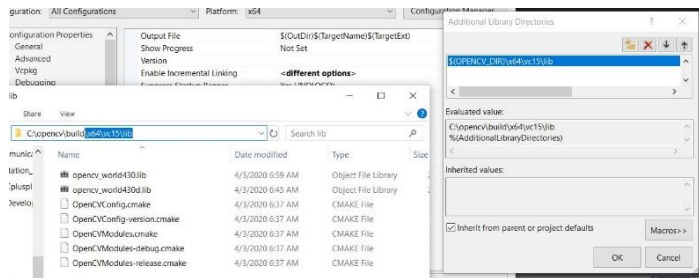 All Configurations
Platform:
x64
Configuration Manager...
Configuration Properties
General
Advanced
Vcpkg
Debugging
Output File
$(OutDir)$(TargetName)$(TargetExt)
Show Progress
Not Set
Version
Enable Incremental Linking
<different options>
Share
View
C:\opencv\build\x64\vc15\lib
Search lib
Name
Date modified
Type
Size
opencv_world430.lib
4/3/2020 6:59 AM
Object File Library
opencv_world430d.lib
4/3/2020 6:45 AM
Object File Library
OpenCVConfig.cmake
4/3/2020 6:37 AM
CMAKE File
OpenCVConfig-version.cmake
4/3/2020 6:37 AM
CMAKE File
OpenCVModules.cmake
4/3/2020 6:37 AM
CMAKE File
OpenCVModules-debug.cmake
4/3/2020 6:37 AM
CMAKE File
OpenCVModules-release.cmake
4/3/2020 6:37 AM
CMAKE File
Additional Library Directories
?
$(OPENCV_DIR)\x64\vc15\lib
Evaluated value:
C:\opencv\build\x64\vc15\lib
%(AdditionalLibraryDirectories)
Inherited values:
Inherit from parent or project defaults
Macros>>
OK
Cancel